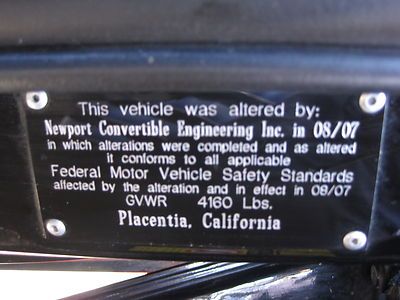 This vehicle was altered by:
Newport Convertible Engineering Inc. in 08/07
in which alterations were completed and as altered
it conforms to all applicable
Federal Motor Vehicle Safety Standards
affected by the alteration and in effect in 08/07
GVWR 4160 Lbs.
Placentia, California